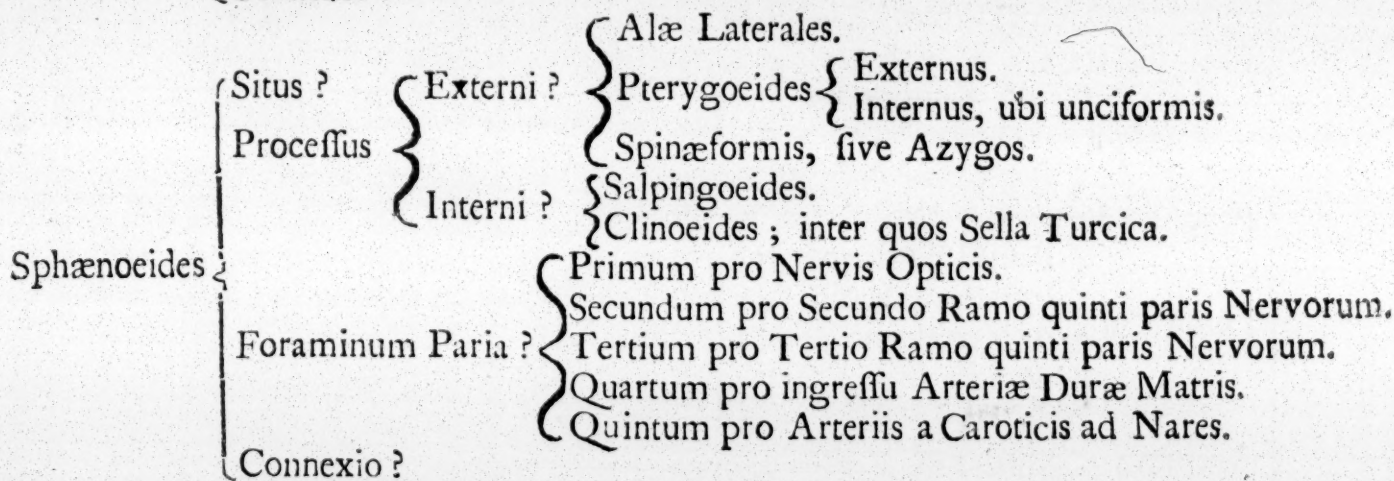 Alæ Laterales.
Situs ? Externi ? Pterygoeides Externus.
Internus, ubi unciformis.
Proceſſus
Spinæformis, ſive Azygos.
Interni ? Salpingoeides.
Clinoeides ; inter quos Sella Turcica.
Sphænoeides
Primum pro Nervis Opticis.
Secundum pro Secundo Ramo quinti paris Nervorum.
Foraminum Paria ? Tertium pro Tertio Ramo quinti paris Nervorum.
Quartum pro ingreſſu Arteriæ Duræ Matris.
Quintum pro Arteriis a Caroticis ad Nares.
Connexio ?